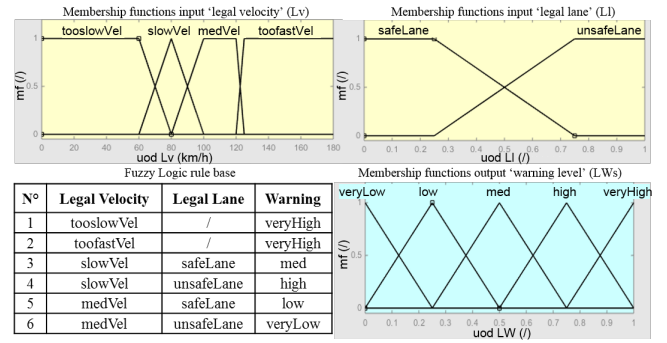 Membership functions input 'legal velocity' (Lv)
tooslowVel slowVel medVel toofastVel
1
0.5
0
mf (/)
0 20 40 60 80 100 120 140 160 180
uod Lv (km/h)
Membership functions input 'legal lane' (Ll)
safeLane unsafeLane
1
0.5
0
mf (/)
0 0.1 0.2 0.3 0.4 0.5 0.6 0.7 0.8 0.9 1
uod Ll (/)
Fuzzy Logic rule base
N° Legal Velocity Legal Lane Warning
1 tooslowVel / veryHigh
2 toofastVel / veryHigh
3 slowVel safeLane med
4 slowVel unsafeLane high
5 medVel safeLane low
6 medVel unsafeLane veryLow
Membership functions output 'warning level' (LWs)
veryLow low med high veryHigh
1
0.5
0
mf (/)
0 0.1 0.2 0.3 0.4 0.5 0.6 0.7 0.8 0.9 1
uod LW (/)